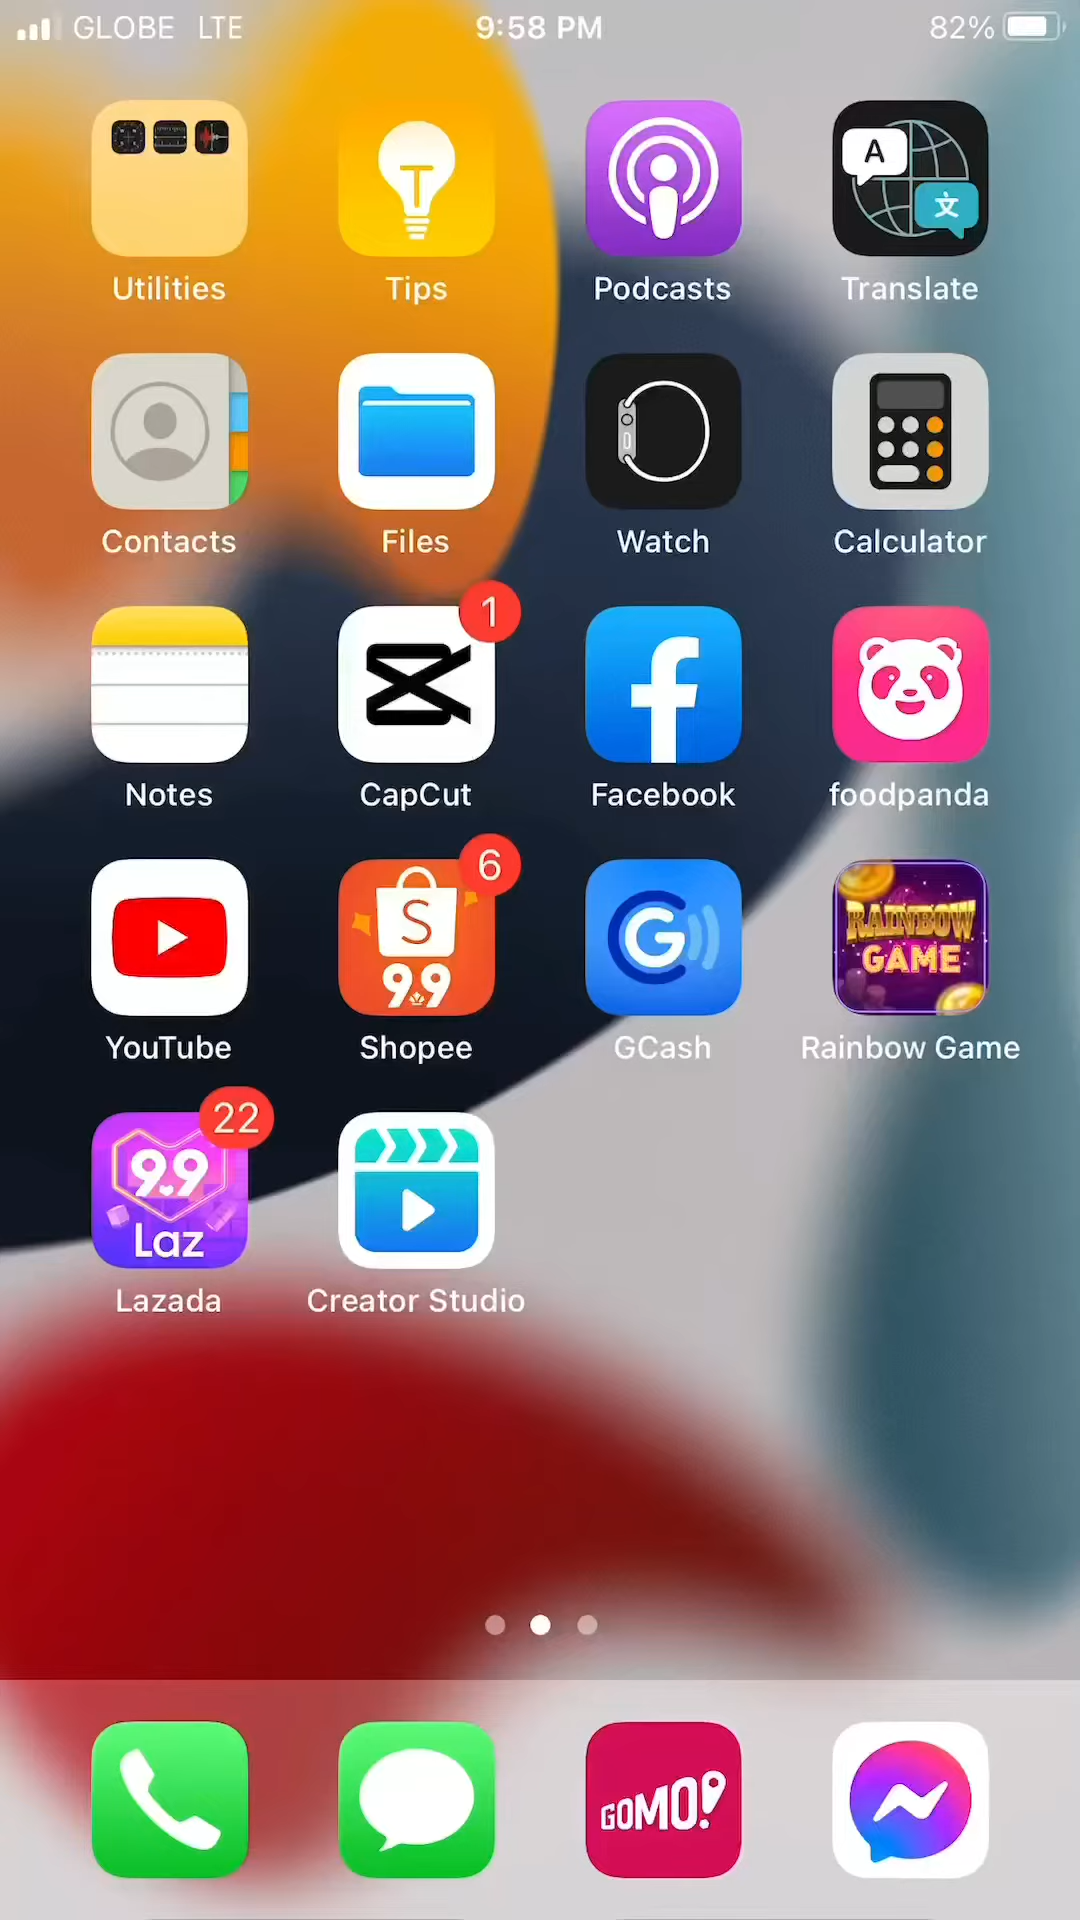 GLOBE LTE 9:58 PM 82%
T
A
文
Utilities Tips Podcasts Translate
Contacts Files Watch Calculator
1
Notes CapCut Facebook foodpanda
6
S
9.9
G
RAINBOW
GAME
YouTube Shopee GCash Rainbow Game
22
9.9
Laz
Lazada Creator Studio
GOMO!